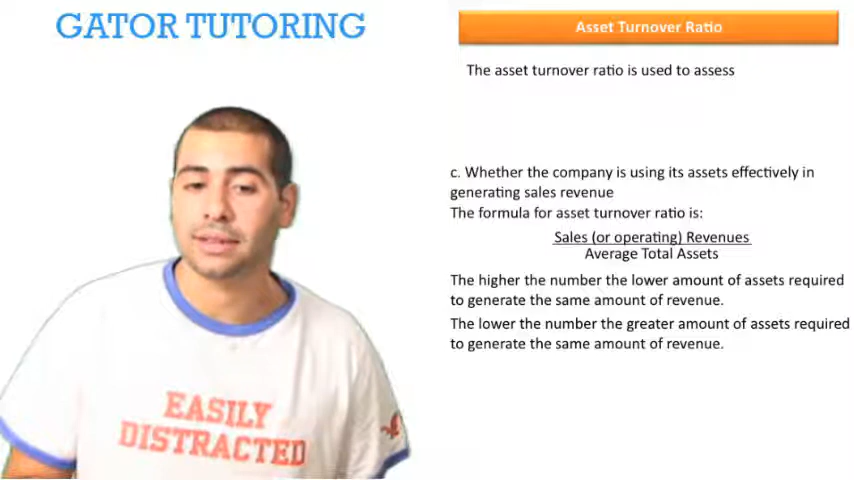 GATOR TUTORING
Asset Turnover Ratio
The asset turnover ratio is used to assess
c. Whether the company is using its assets effectively in
generating sales revenue
The formula for asset turnover ratio is:
Sales (or operating) Revenues
Average Total Assets
The higher the number the lower amount of assets required
to generate the same amount of revenue.
The lower the number the greater amount of assets required
to generate the same amount of revenue.
EASILY
DISTRACTED